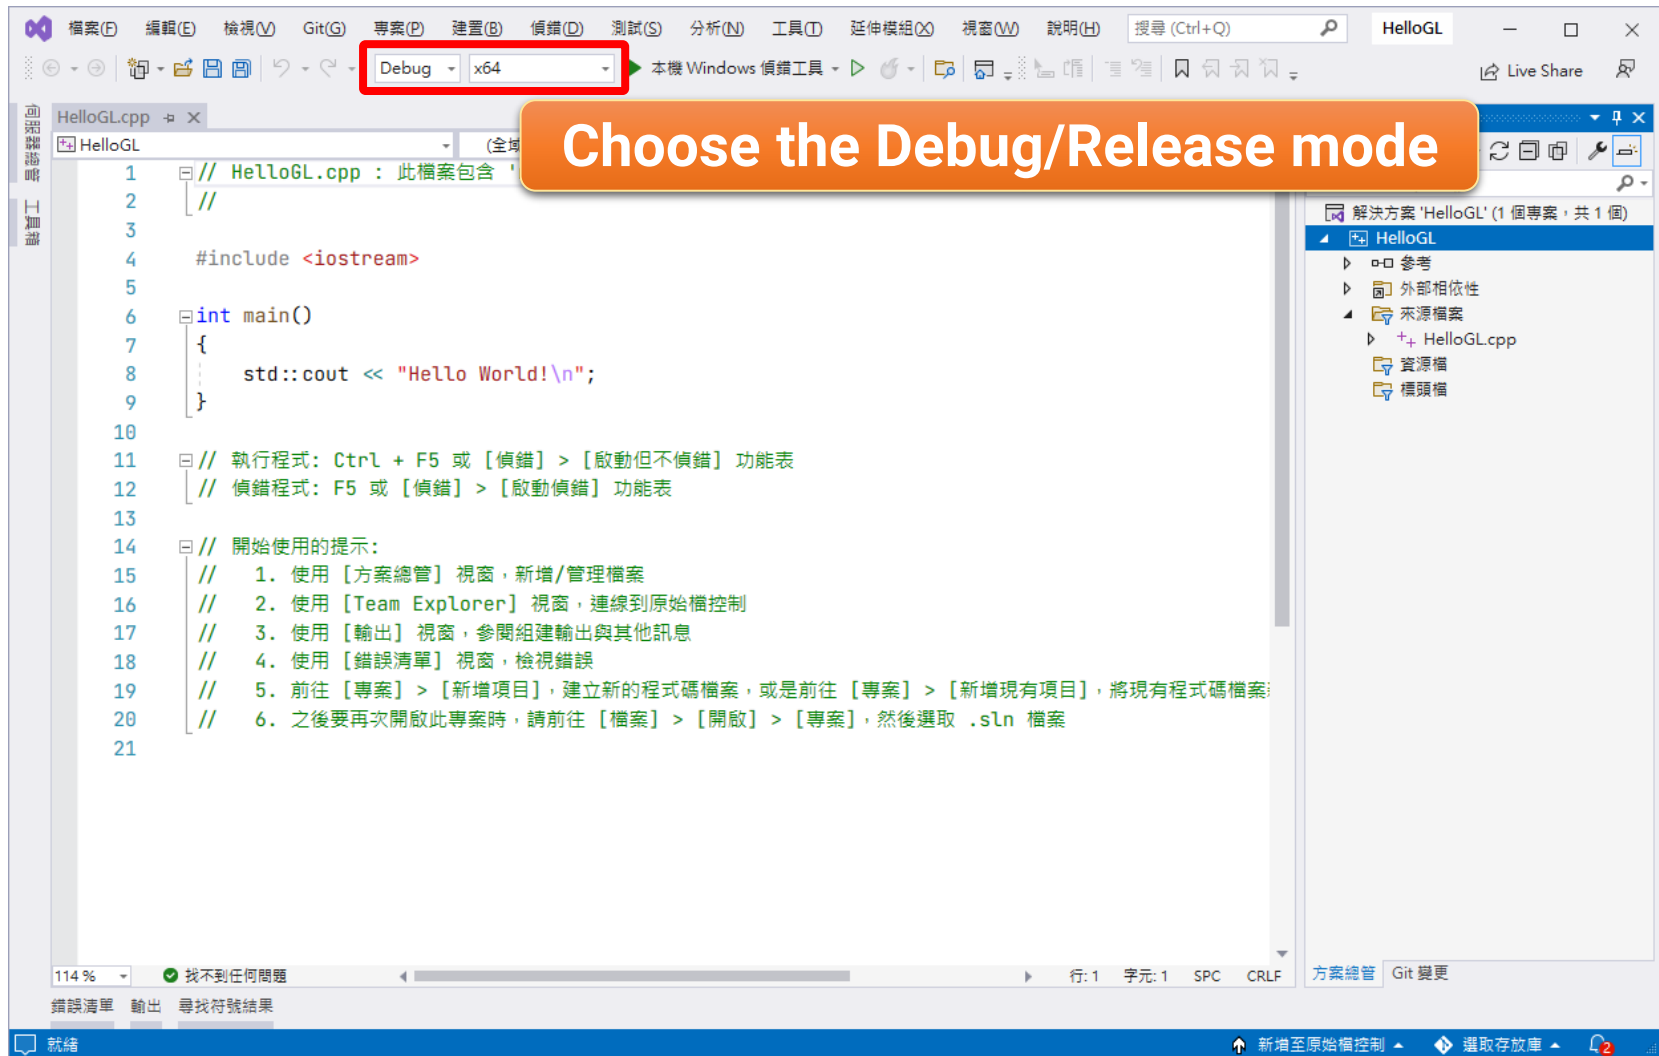 檔案(F) 編輯(E) 檢視(V) Git(G) 專案(P) 建置(B) 偵錯(D) 測試(S) 分析(N) 工具(T) 延伸模組(X) 視窗(W) 說明(H) 搜尋 (Ctrl+Q) HelloGL
Debug x64 本機 Windows 偵錯工具 Live Share
Choose the Debug/Release mode
伺服器總管
工具箱
HelloGL.cpp
HelloGL (全域
1 // HelloGL.cpp : 此檔案包含 '
2 //
3
4 #include <iostream>
5
6 int main()
7 {
8 std::cout << "Hello World!\n";
9 }
10
11 // 執行程式: Ctrl + F5 或 [偵錯] > [啟動但不偵錯] 功能表
12 // 偵錯程式: F5 或 [偵錯] > [啟動偵錯] 功能表
13
14 // 開始使用的提示:
15 // 1. 使用 [方案總管] 視窗，新增/管理檔案
16 // 2. 使用 [Team Explorer] 視窗，連線到原始檔控制
17 // 3. 使用 [輸出] 視窗，參閱組建輸出與其他訊息
18 // 4. 使用 [錯誤清單] 視窗，檢視錯誤
19 // 5. 前往 [專案] > [新增項目]，建立新的程式碼檔案，或是前往 [專案] > [新增現有項目]，將現有程式碼檔案
20 // 6. 之後要再次開啟此專案時，請前往 [檔案] > [開啟] > [專案]，然後選取 .sln 檔案
21
解決方案 'HelloGL' (1 個專案，共 1 個)
HelloGL
參考
外部相依性
來源檔案
++ HelloGL.cpp
資源檔
標頭檔
114 % 找不到任何問題 行: 1 字元: 1 SPC CRLF
方案總管 Git 變更
錯誤清單 輸出 尋找符號結果
就緒 新增至原始檔控制 選取存放庫 2